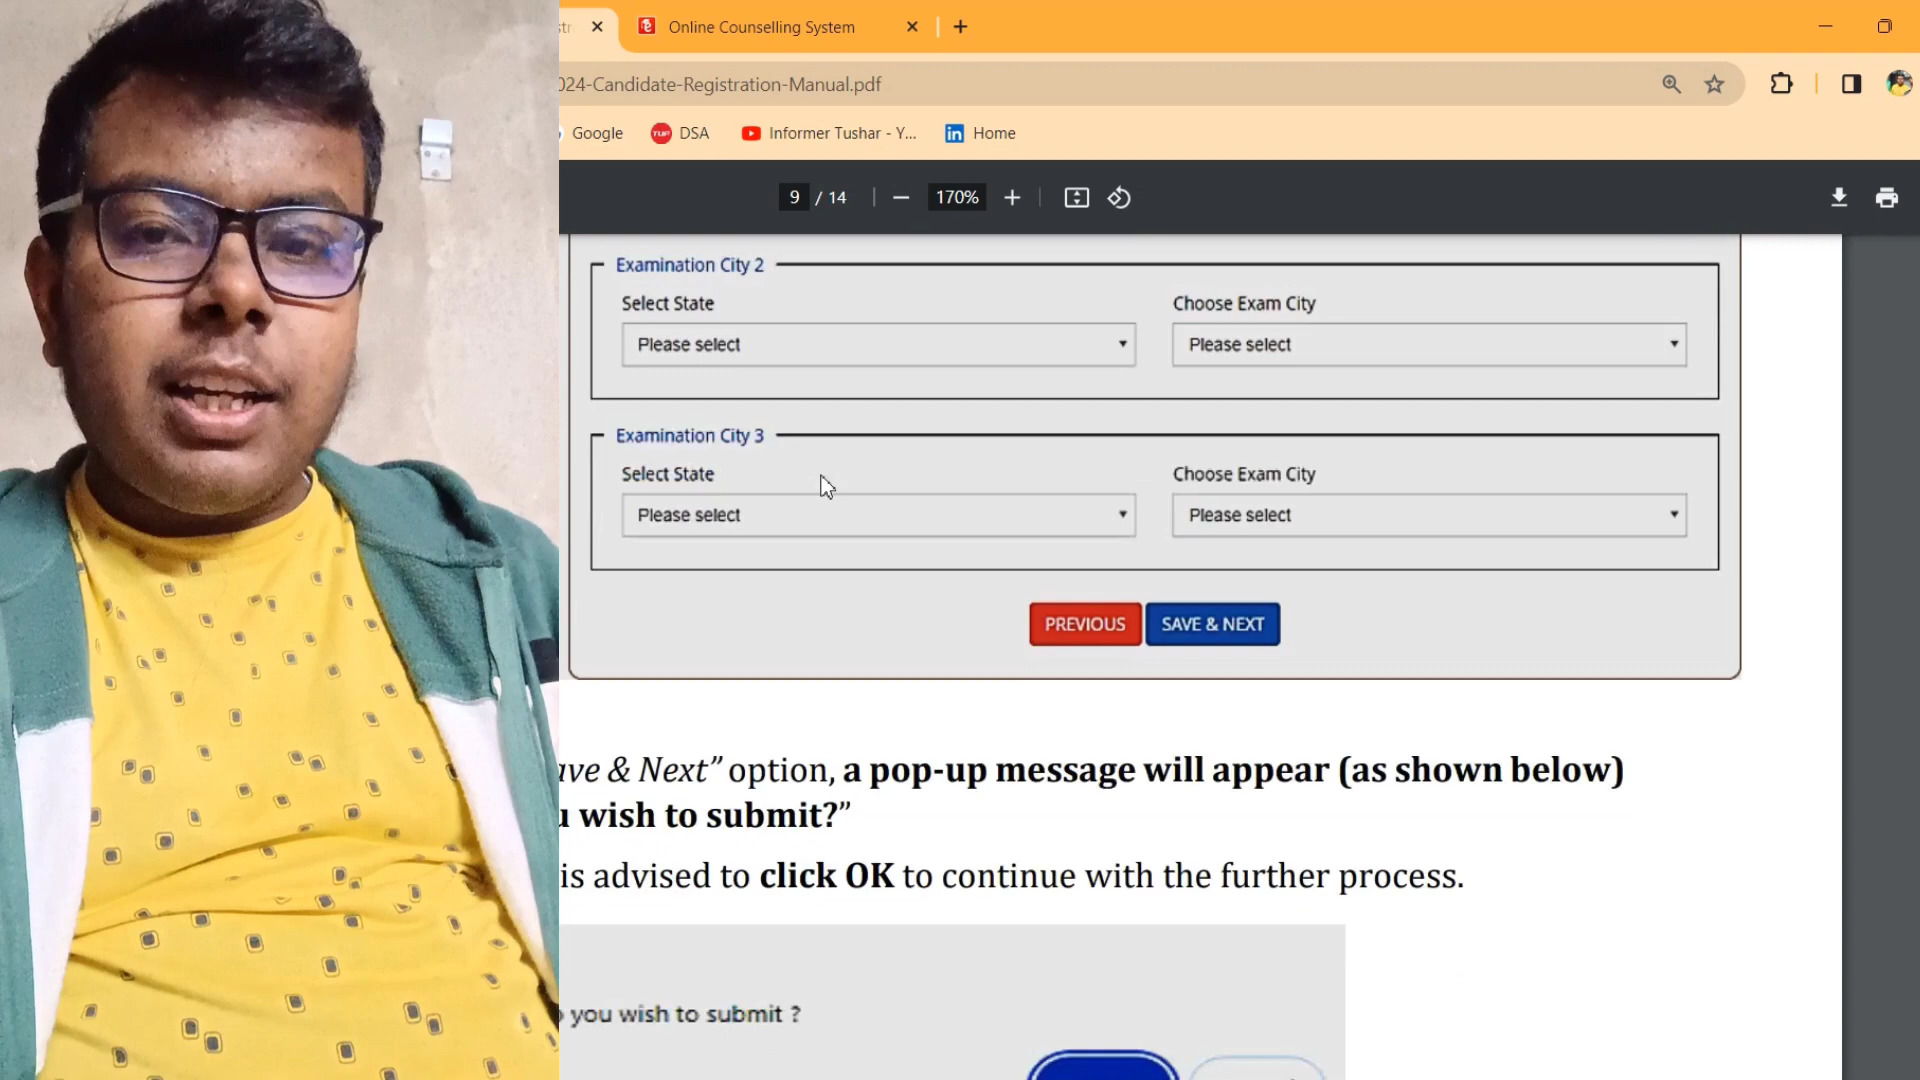 Online Counselling System
024-Candidate-Registration-Manual.pdf
Google
DSA
Informer Tushar - Y...
in Home
9 / 14
170%
Examination City 2
Select State
Choose Exam City
Please select
Please select
Examination City 3
Select State
Choose Exam City
Please select
Please select
PREVIOUS
SAVE & NEXT
ave & Next” option, a pop-up message will appear (as shown below)
u wish to submit?”
is advised to click OK to continue with the further process.
you wish to submit ?